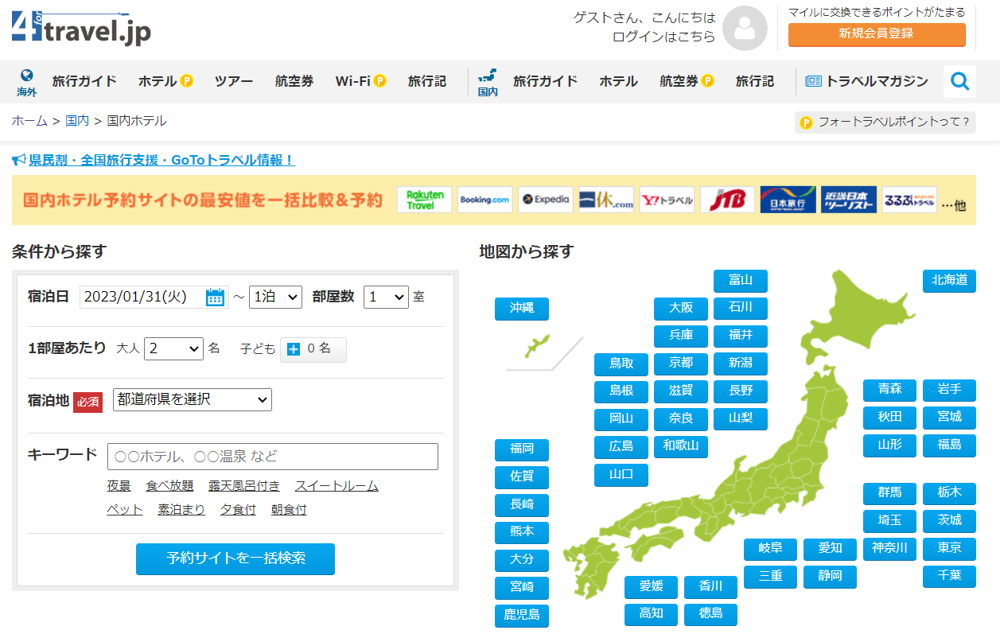 4for travel.jp
ゲストさん、こんにちは
ログインはこちら
マイルに交換できるポイントがたまる
新規会員登録
海外 旅行ガイド ホテル P ツアー 航空券 Wi-Fi P 旅行記 国内 旅行ガイド ホテル 航空券 P 旅行記 トラベルマガジン
ホーム > 国内 > 国内ホテル
P フォートラベルポイントって？
県民割・全国旅行支援・GoToトラベル情報！
国内ホテル予約サイトの最安値を一括比較＆予約 Rakuten Travel Booking.com Expedia 一休.com Y!トラベル JTB 日本旅行 近畿日本ツーリスト るるぶトラベル …他
条件から探す
宿泊日 2023/01/31(火) ～ 1泊 部屋数 1 室
1部屋あたり 大人 2 名 子ども 0 名
宿泊地 必須 都道府県を選択
キーワード ○○ホテル、○○温泉 など
夜景 食べ放題 露天風呂付き スイートルーム
ペット 素泊まり 夕食付 朝食付
予約サイトを一括検索
地図から探す
北海道
富山
沖縄 大阪 石川
兵庫 福井
鳥取 京都 新潟
島根 滋賀 長野
岡山 奈良 山梨
広島 和歌山
山口
青森 岩手
秋田 宮城
山形 福島
福岡
佐賀
長崎
熊本
大分
宮崎
鹿児島
群馬 栃木
埼玉 茨城
岐阜 愛知 神奈川 東京
三重 静岡 千葉
愛媛 香川
高知 徳島